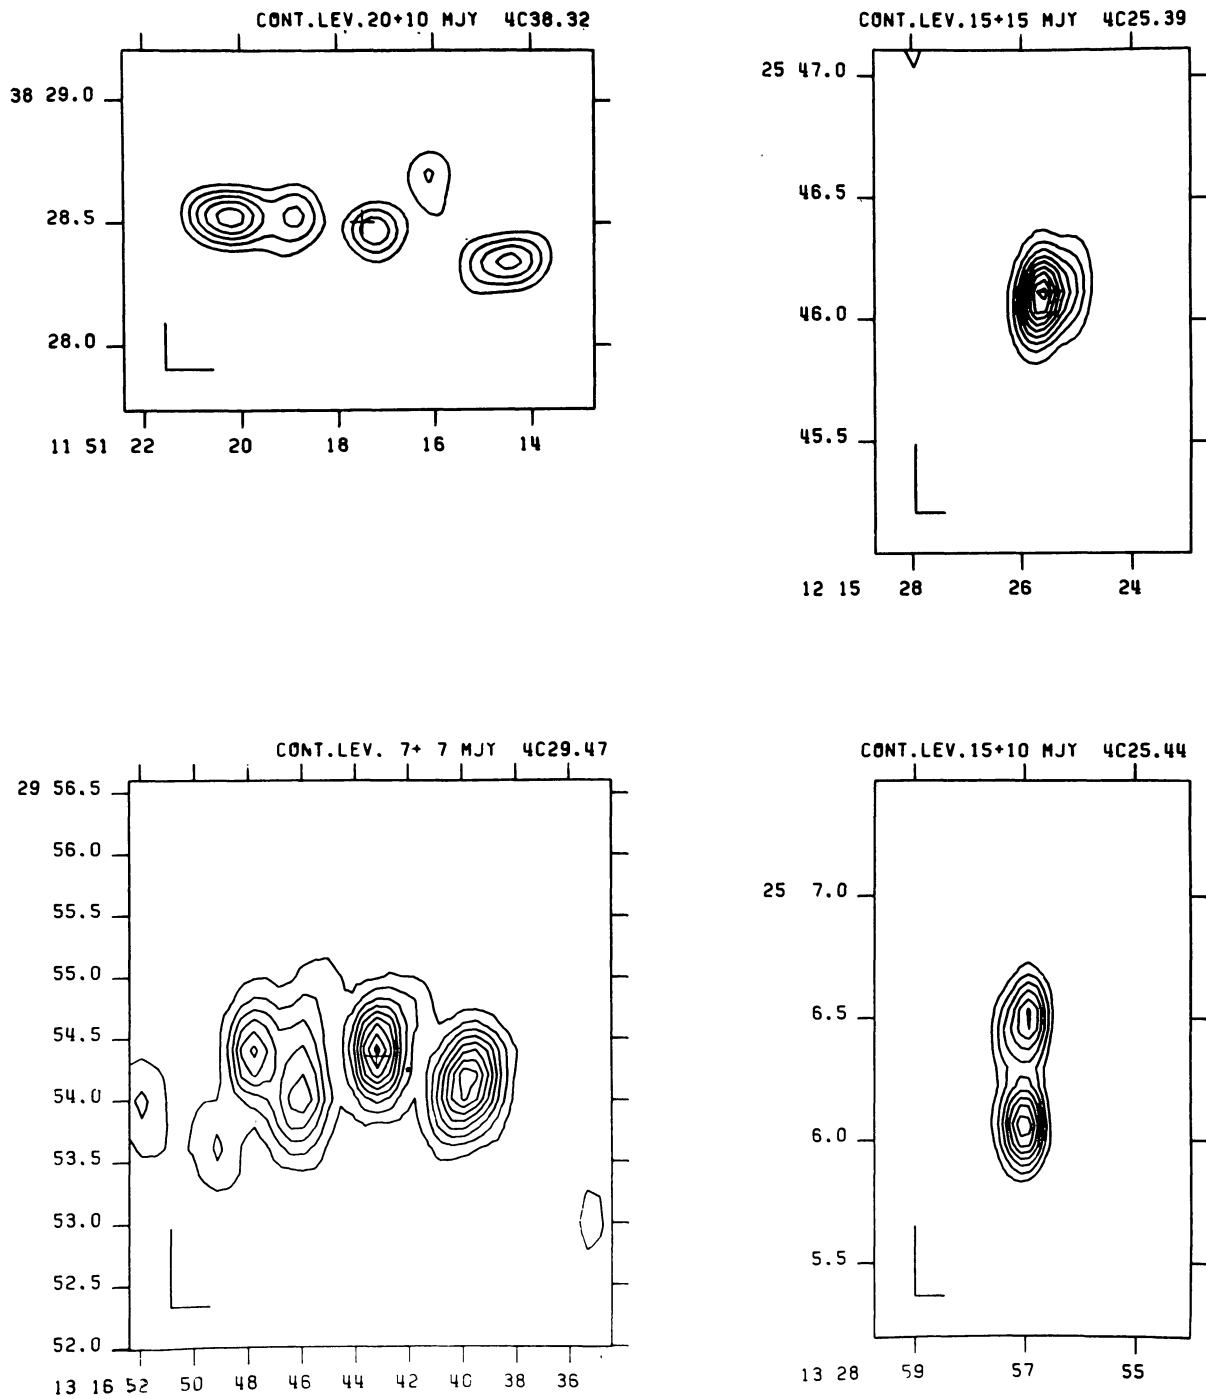 CONT.LEV.20+10 MJY 4C38.32
38 29.0
28.5
28.0
11 51 22 20 18 16 14
CONT.LEV.15+15 MJY 4C25.39
25 47.0
46.5
46.0
45.5
12 15 28 26 24
CONT.LEV. 7+ 7 MJY 4C29.47
29 56.5
56.0
55.5
55.0
54.5
54.0
53.5
53.0
52.5
52.0
13 16 52 50 48 46 44 42 40 38 36
CONT.LEV.15+10 MJY 4C25.44
25 7.0
6.5
6.0
5.5
13 28 59 57 55